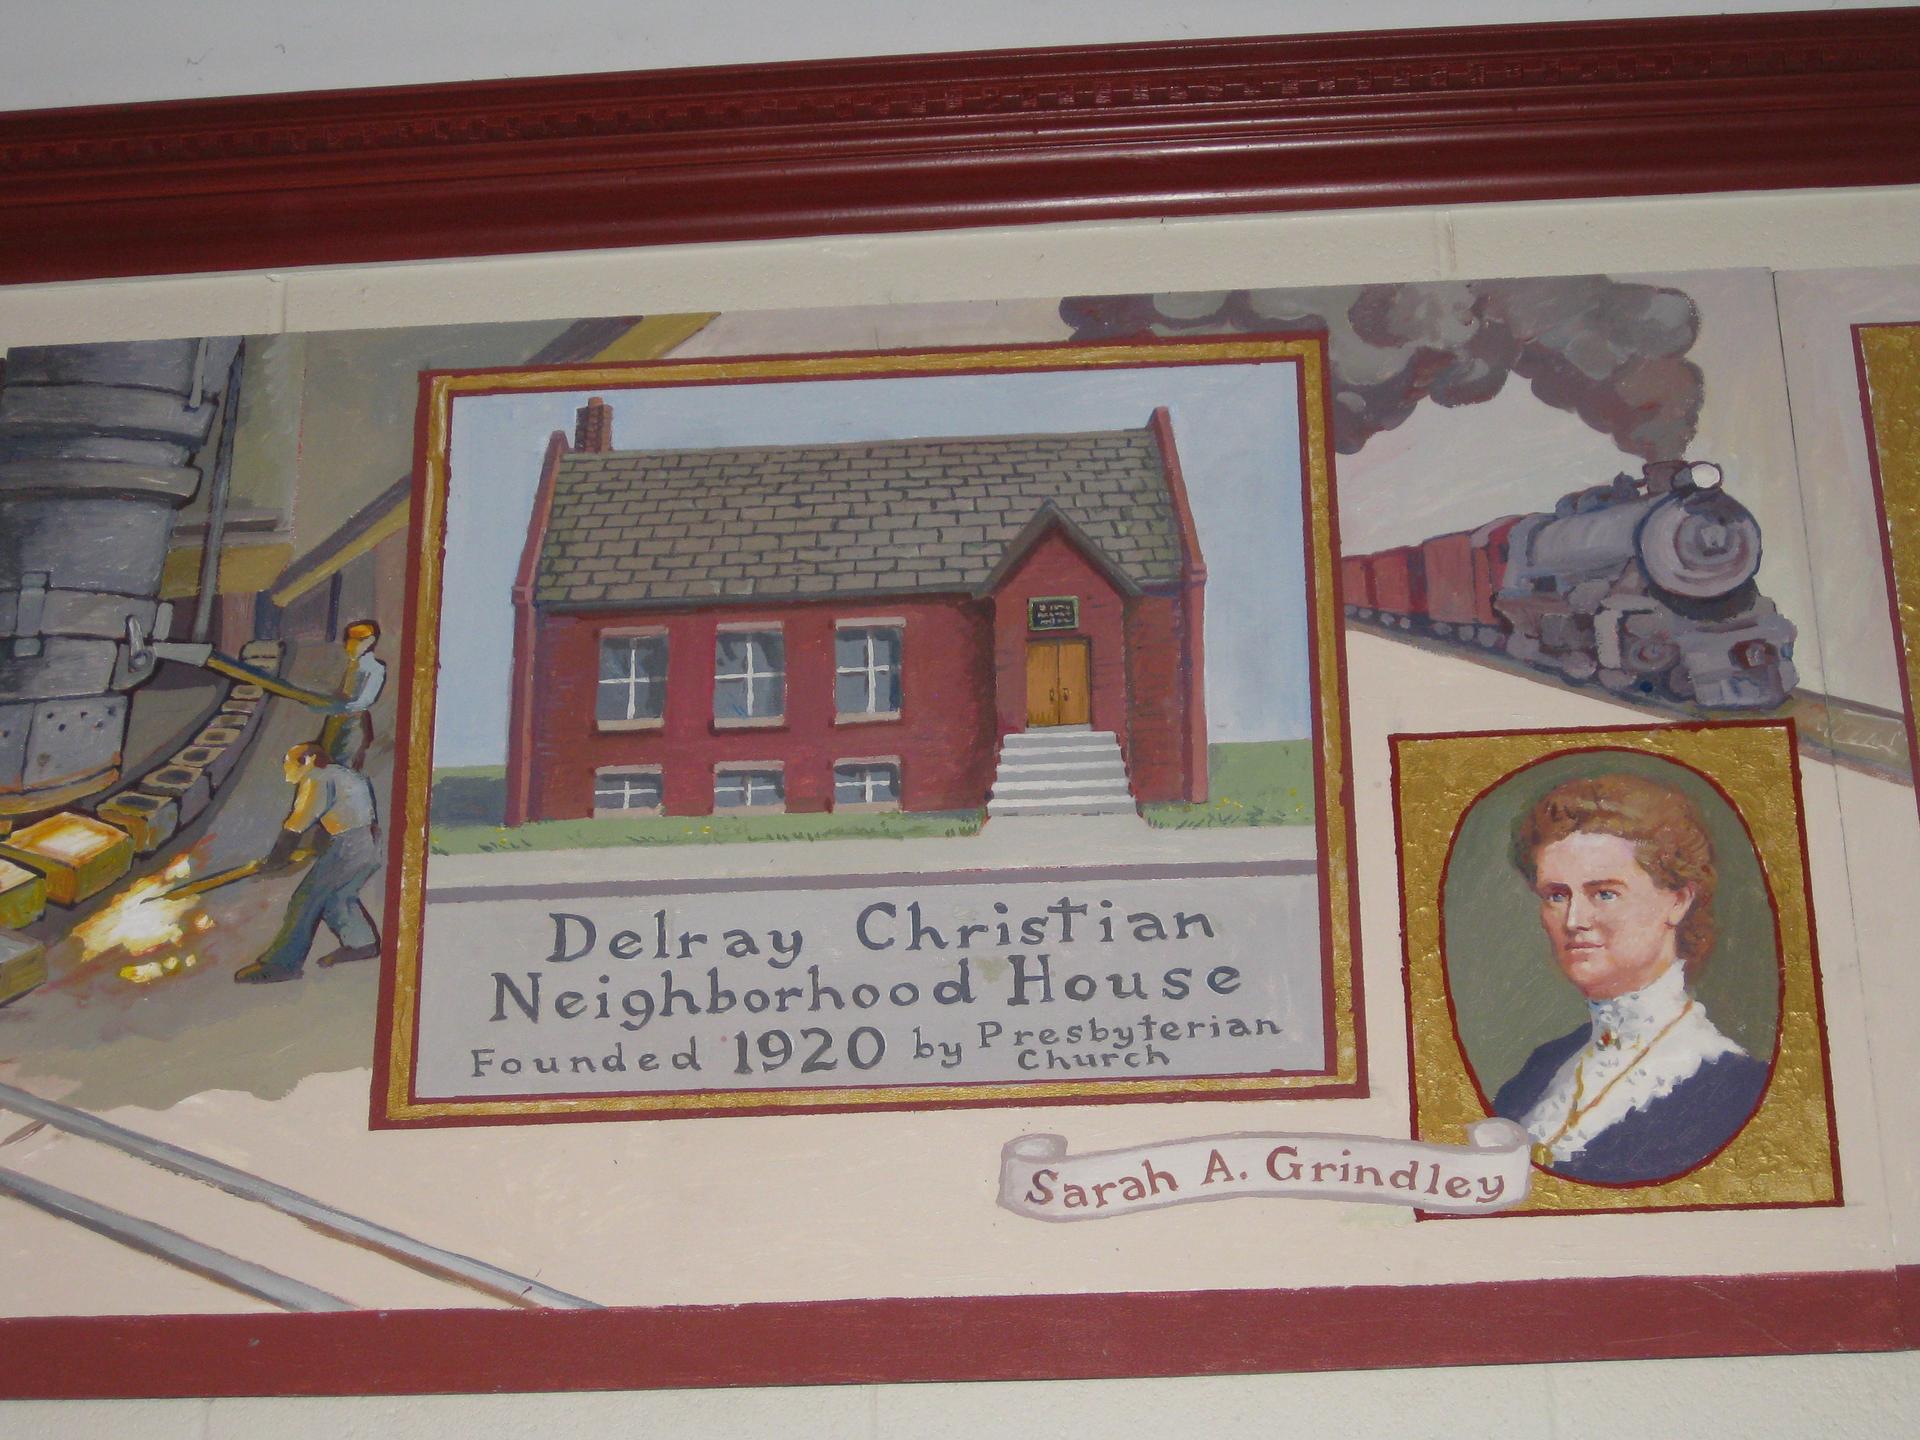 Delray Christian
Neighborhood House
Founded 1920 by Presbyterian
Church
Sarah A. Grindley